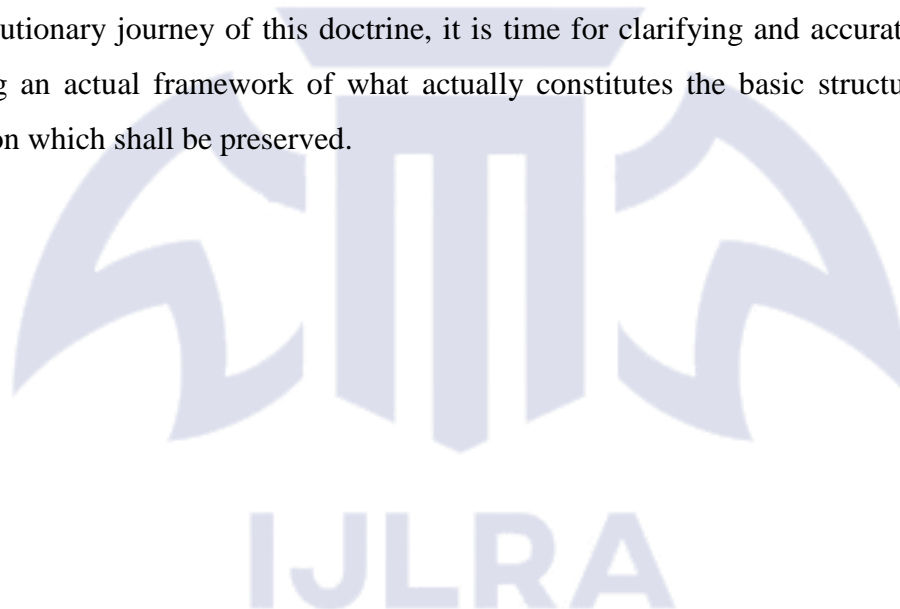 utionary journey of this doctrine, it is time for clarifying and accurat
g an actual framework of what actually constitutes the basic structu
on which shall be preserved.
IJLRA